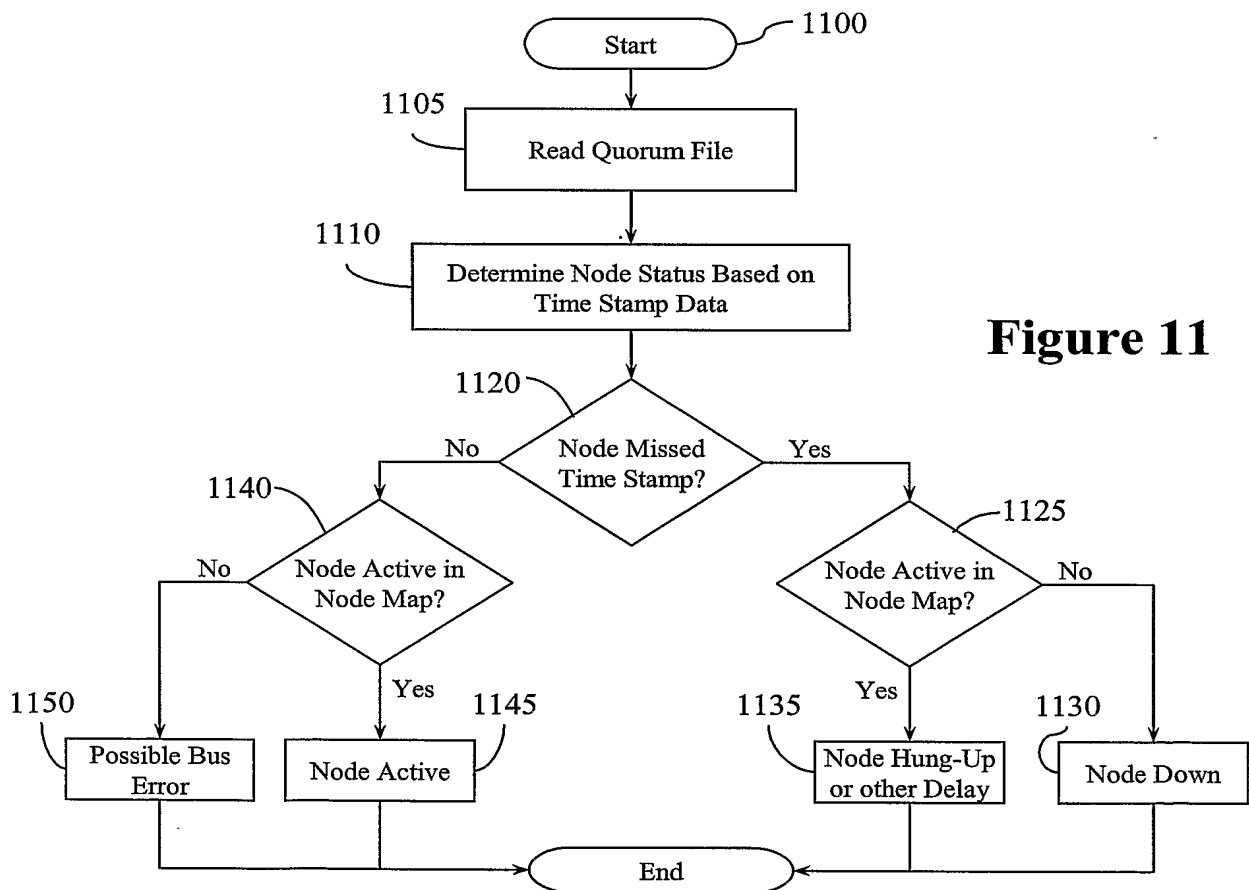 Start
1100
1105
Read Quorum File
1110
Determine Node Status Based on
Time Stamp Data
Figure 11
1120
Node Missed
Time Stamp?
No
Yes
1140
Node Active in
Node Map?
No
Yes
1125
Node Active in
Node Map?
No
Yes
1150
Possible Bus
Error
1145
Node Active
1135
Node Hung-Up
or other Delay
1130
Node Down
End